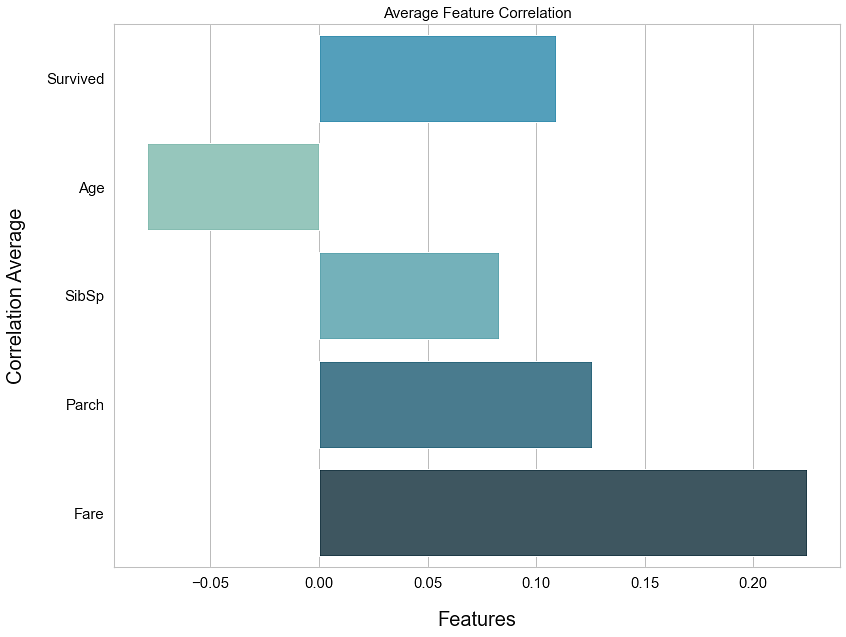 Average Feature Correlation
Survived
Age
SibSp
Parch
Fare
Correlation Average
−0.05 0.00 0.05 0.10 0.15 0.20
Features